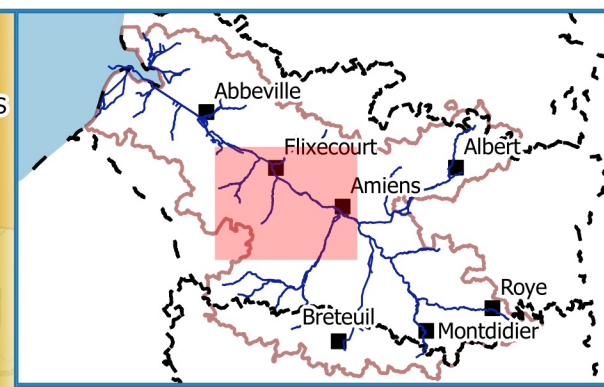 S
Abbeville
Flixecourt
Albert
Amiens
Roye
Breteuil
Montdidier